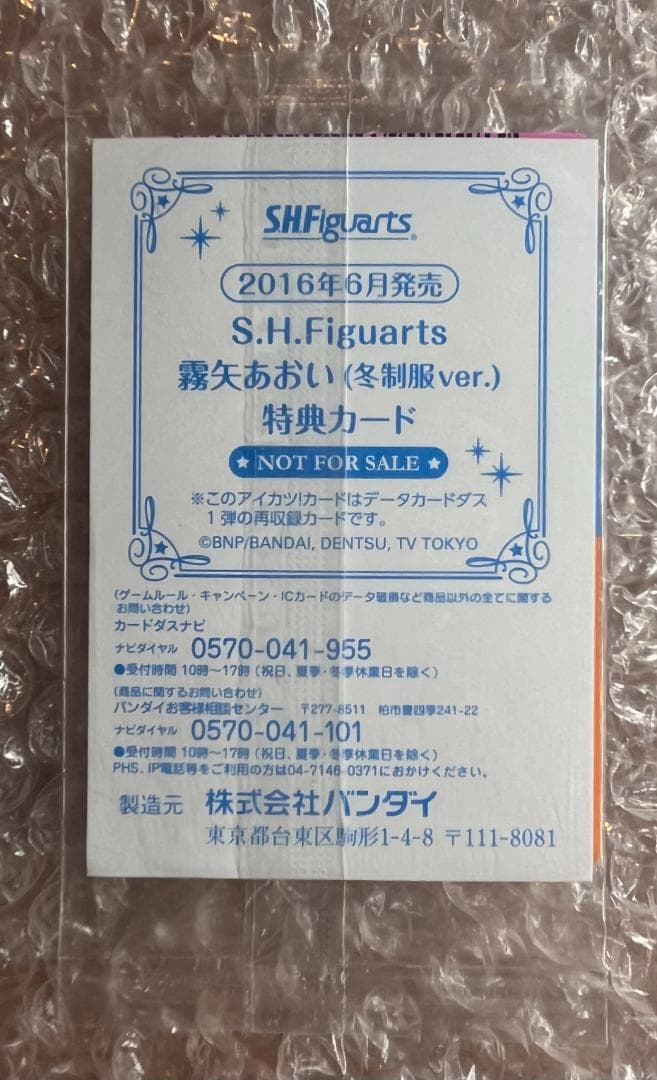 S.H.Figuarts
2016年6月発売
S.H.Figuarts
霧矢あおい(冬制服ver.)
特典カード
★ NOT FOR SALE ★
※このアイカツ!カードはデータカードダス
1弾の再収録カードです。
©BNP/BANDAI, DENTSU, TV TOKYO
(ゲームルール・キャンペーン・ICカードのデータ破損など商品以外の全てに関する
お問い合わせ)
カードダスナビ
ナビダイヤル 0570-041-955
●受付時間 10時〜17時 (祝日、夏季・冬季休業日を除く)
(商品に関するお問い合わせ)
バンダイお客様相談センター 〒277-8511 柏市豊四季241-22
ナビダイヤル 0570-041-101
●受付時間 10時〜17時 (祝日、夏季・冬季休業日を除く)
PHS、IP電話等をご利用の方は04-7146-0371におかけください。
製造元 株式会社バンダイ
東京都台東区駒形1-4-8 〒111-8081